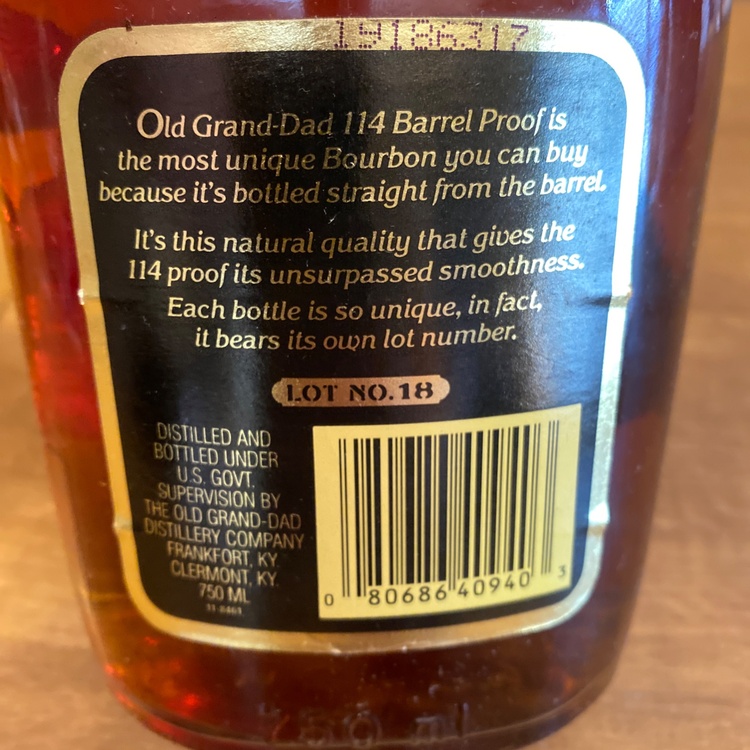 19186317
Old Grand-Dad 114 Barrel Proof is
the most unique Bourbon you can buy
because it's bottled straight from the barrel.
It's this natural quality that gives the
114 proof its unsurpassed smoothness.
Each bottle is so unique, in fact,
it bears its own lot number.
LOT NO.18
DISTILLED AND
BOTTLED UNDER
U.S. GOVT.
SUPERVISION BY
THE OLD GRAND-DAD
DISTILLERY COMPANY
FRANKFORT, KY.
CLERMONT, KY.
750 ML
0 80686 40940 3
750 ml